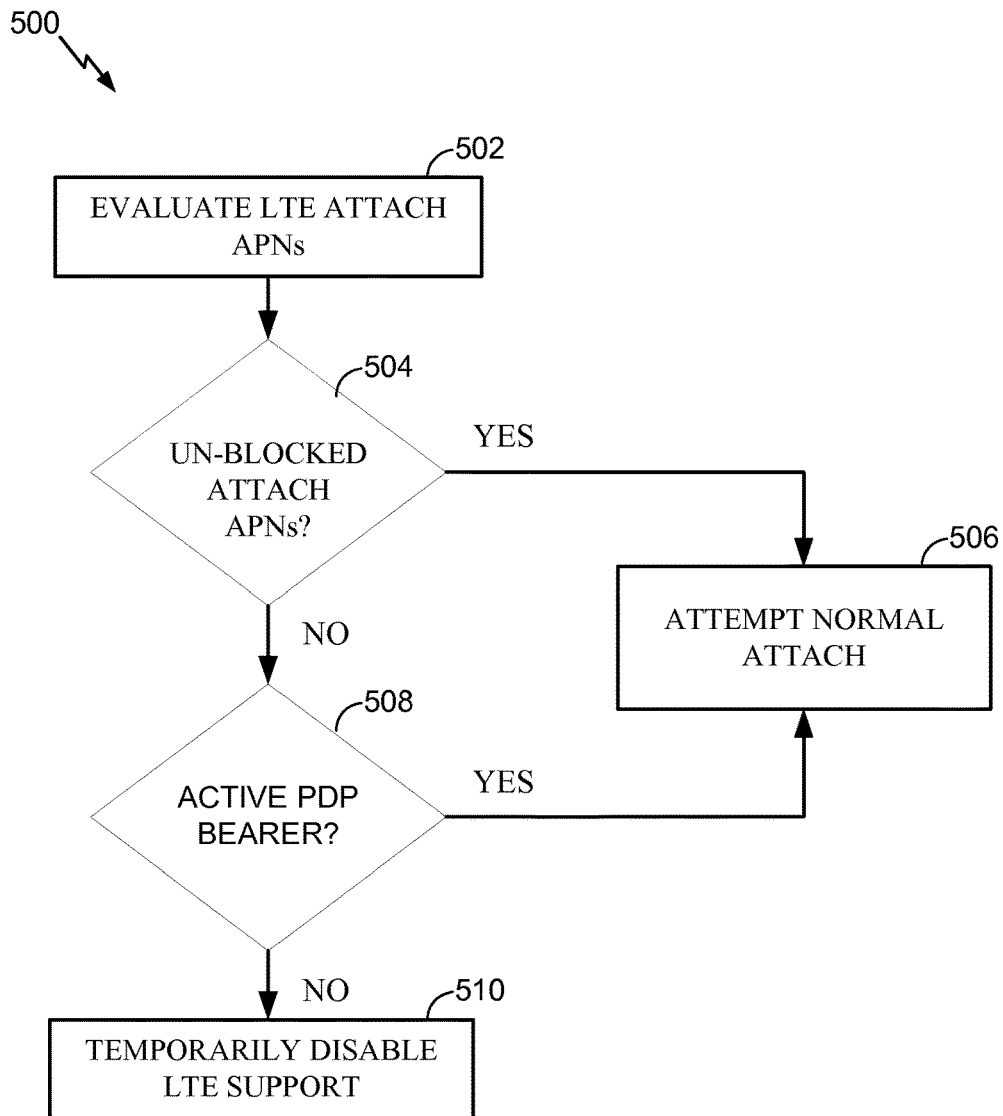 500
502
EVALUATE LTE ATTACH
APNs
504
UN-BLOCKED
ATTACH
APNs?
YES
506
ATTEMPT NORMAL
ATTACH
NO
508
ACTIVE PDP
BEARER?
YES
NO
510
TEMPORARILY DISABLE
LTE SUPPORT